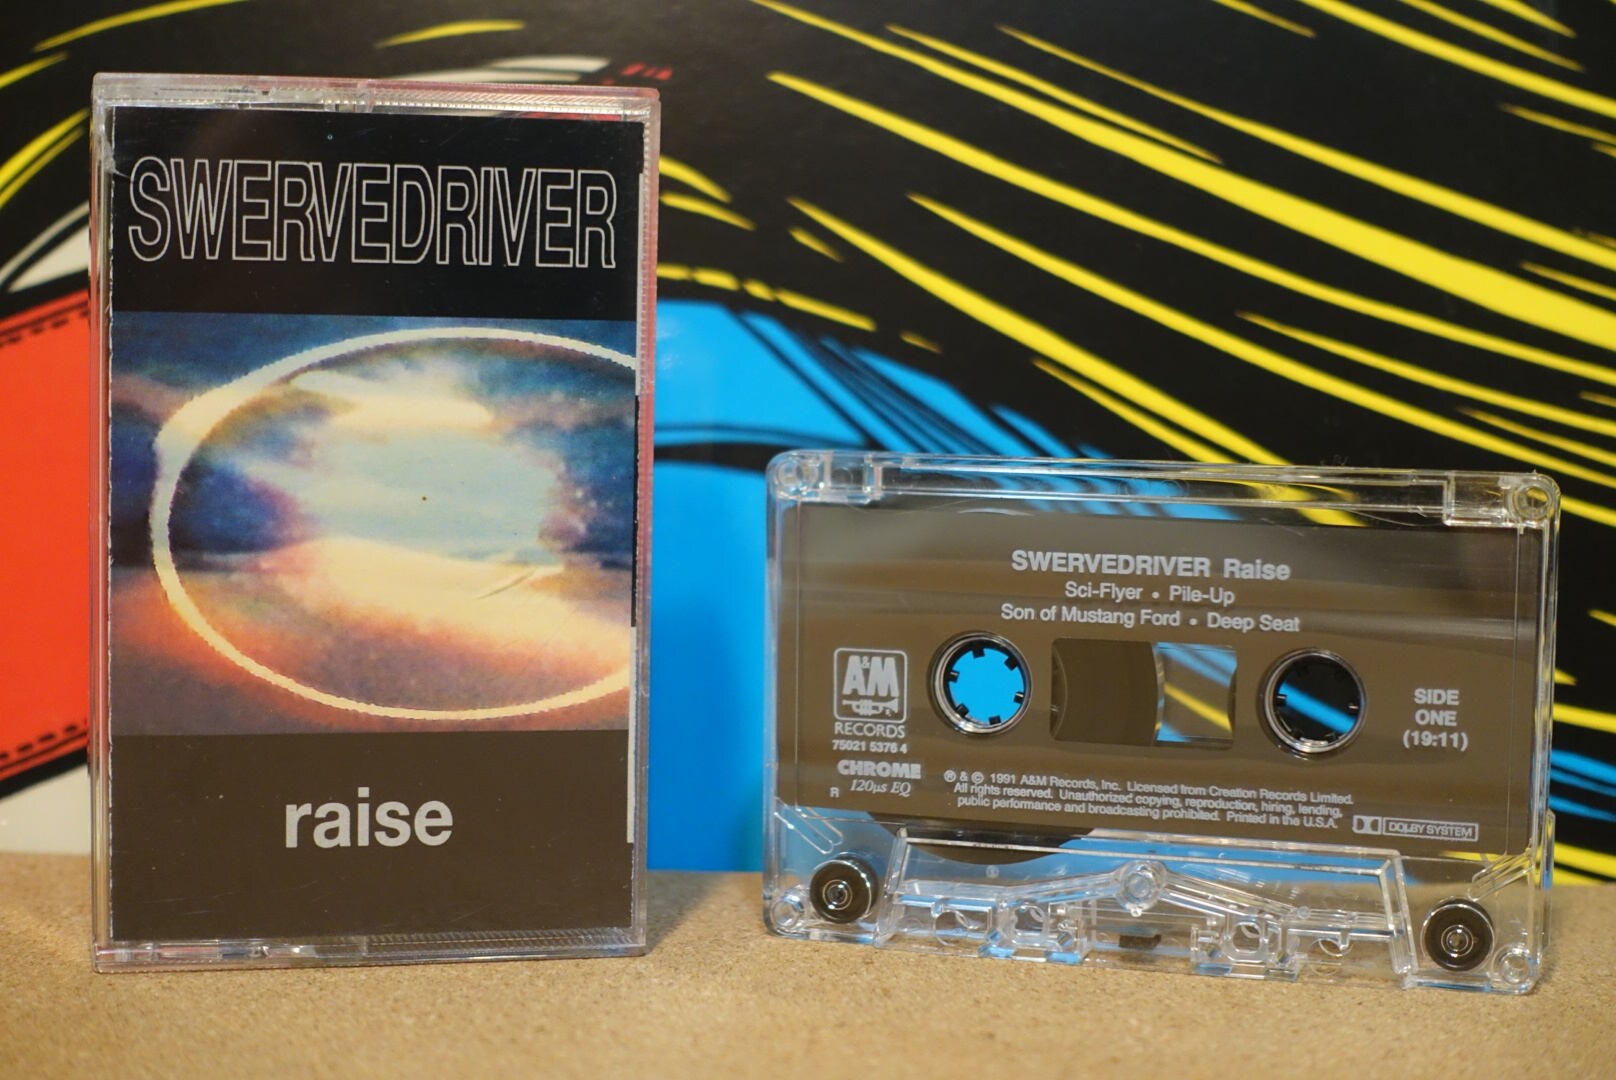 SWERVEDRIVER
raise
SWERVEDRIVER Raise
Sci-Flyer • Pile-Up
Son of Mustang Ford • Deep Seat
A&M
RECORDS
75021 5376 4
CHROME
120µs EQ
R
SIDE
ONE
(19:11)
℗ & © 1991 A&M Records, Inc. Licensed from Creation Records Limited.
All rights reserved. Unauthorized copying, reproduction, hiring, lending,
public performance and broadcasting prohibited. Printed in the U.S.A.
DOLBY SYSTEM